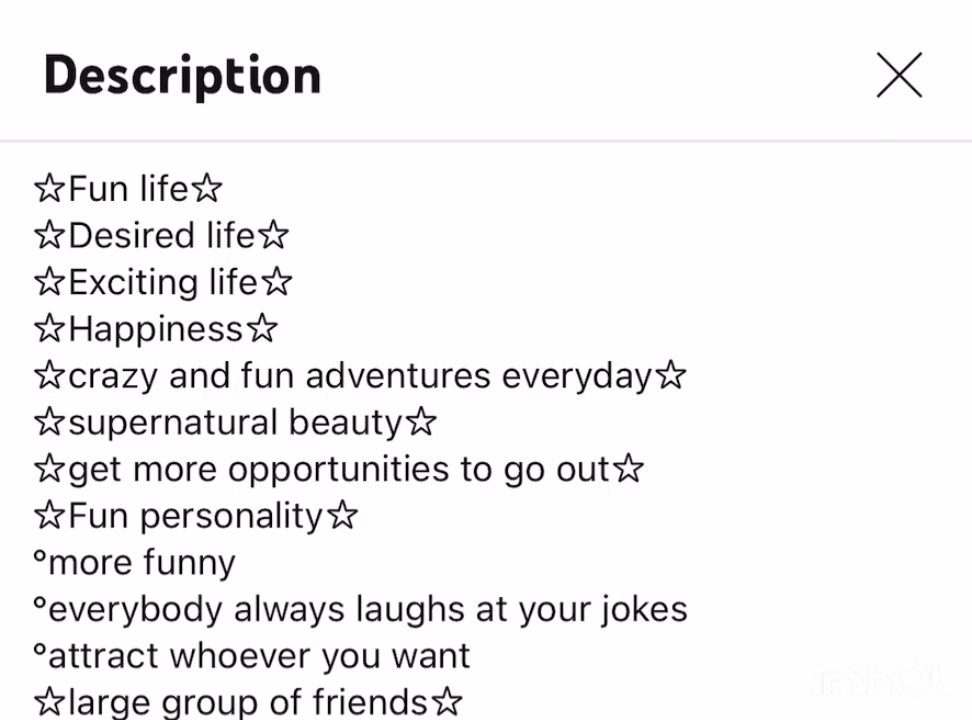 Description
☆Fun life☆
☆Desired life☆
☆Exciting life☆
☆Happiness☆
☆crazy and fun adventures everyday☆
☆supernatural beauty☆
☆get more opportunities to go out☆
☆Fun personality☆
°more funny
°everybody always laughs at your jokes
°attract whoever you want
☆large group of friends☆